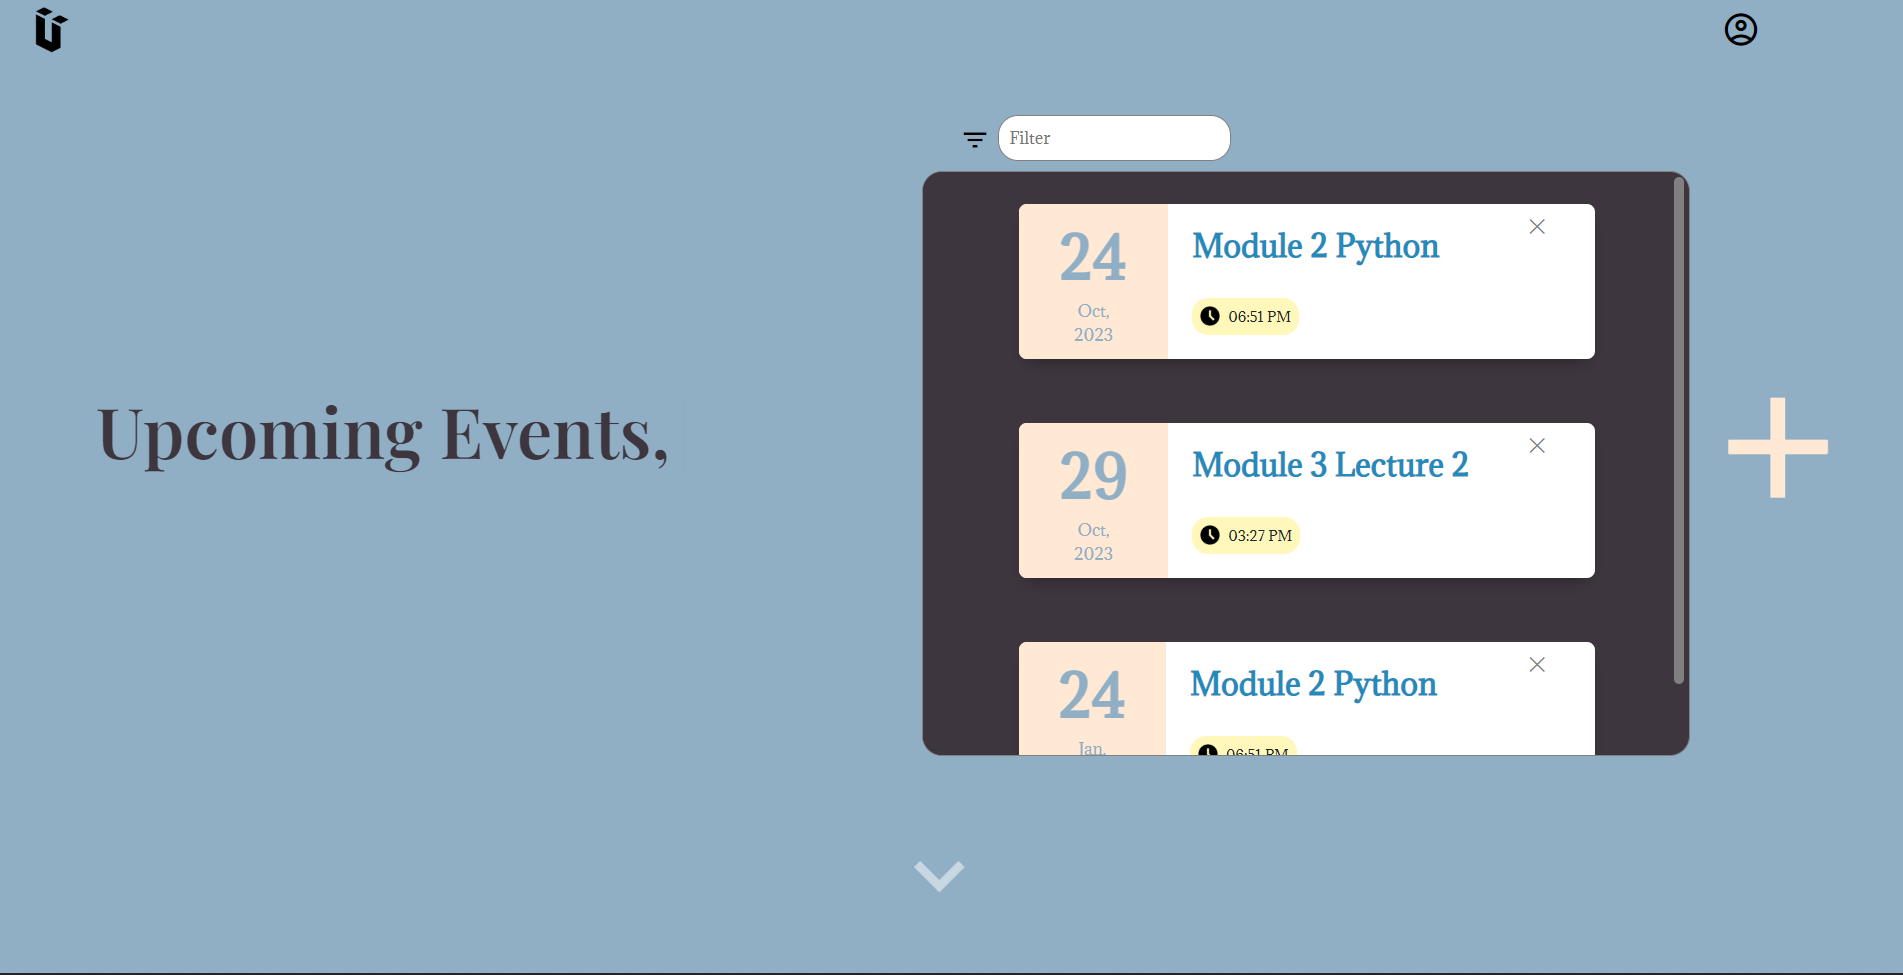 Filter
Upcoming Events,
24
Oct,
2023
Module 2 Python
06:51 PM
29
Oct,
2023
Module 3 Lecture 2
03:27 PM
24
Jan,
Module 2 Python
06:51 PM